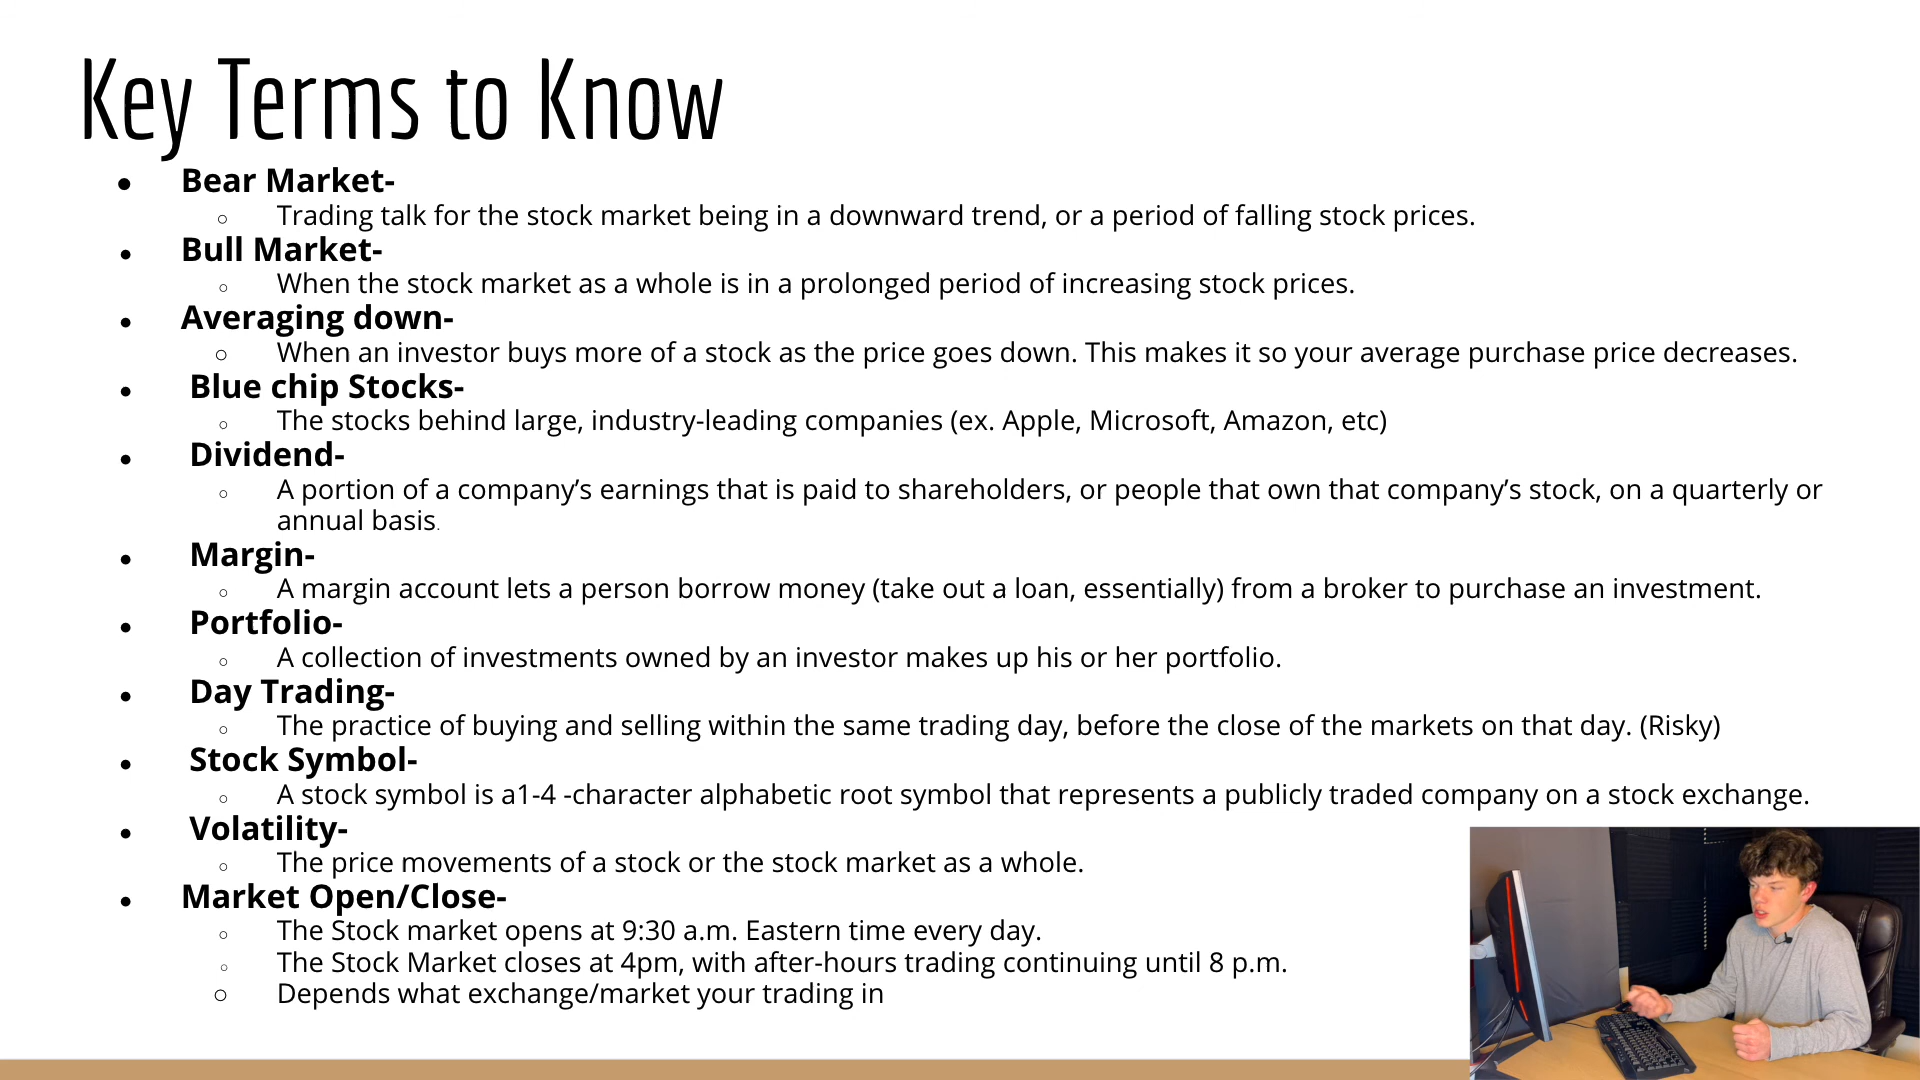 Key Terms to Know
● Bear Market-
○ Trading talk for the stock market being in a downward trend, or a period of falling stock prices.
● Bull Market-
○ When the stock market as a whole is in a prolonged period of increasing stock prices.
● Averaging down-
○ When an investor buys more of a stock as the price goes down. This makes it so your average purchase price decreases.
● Blue chip Stocks-
○ The stocks behind large, industry-leading companies (ex. Apple, Microsoft, Amazon, etc)
● Dividend-
○ A portion of a company’s earnings that is paid to shareholders, or people that own that company’s stock, on a quarterly or
annual basis.
● Margin-
○ A margin account lets a person borrow money (take out a loan, essentially) from a broker to purchase an investment.
● Portfolio-
○ A collection of investments owned by an investor makes up his or her portfolio.
● Day Trading-
○ The practice of buying and selling within the same trading day, before the close of the markets on that day. (Risky)
● Stock Symbol-
○ A stock symbol is a1-4 -character alphabetic root symbol that represents a publicly traded company on a stock exchange.
● Volatility-
○ The price movements of a stock or the stock market as a whole.
● Market Open/Close-
○ The Stock market opens at 9:30 a.m. Eastern time every day.
○ The Stock Market closes at 4pm, with after-hours trading continuing until 8 p.m.
○ Depends what exchange/market your trading in